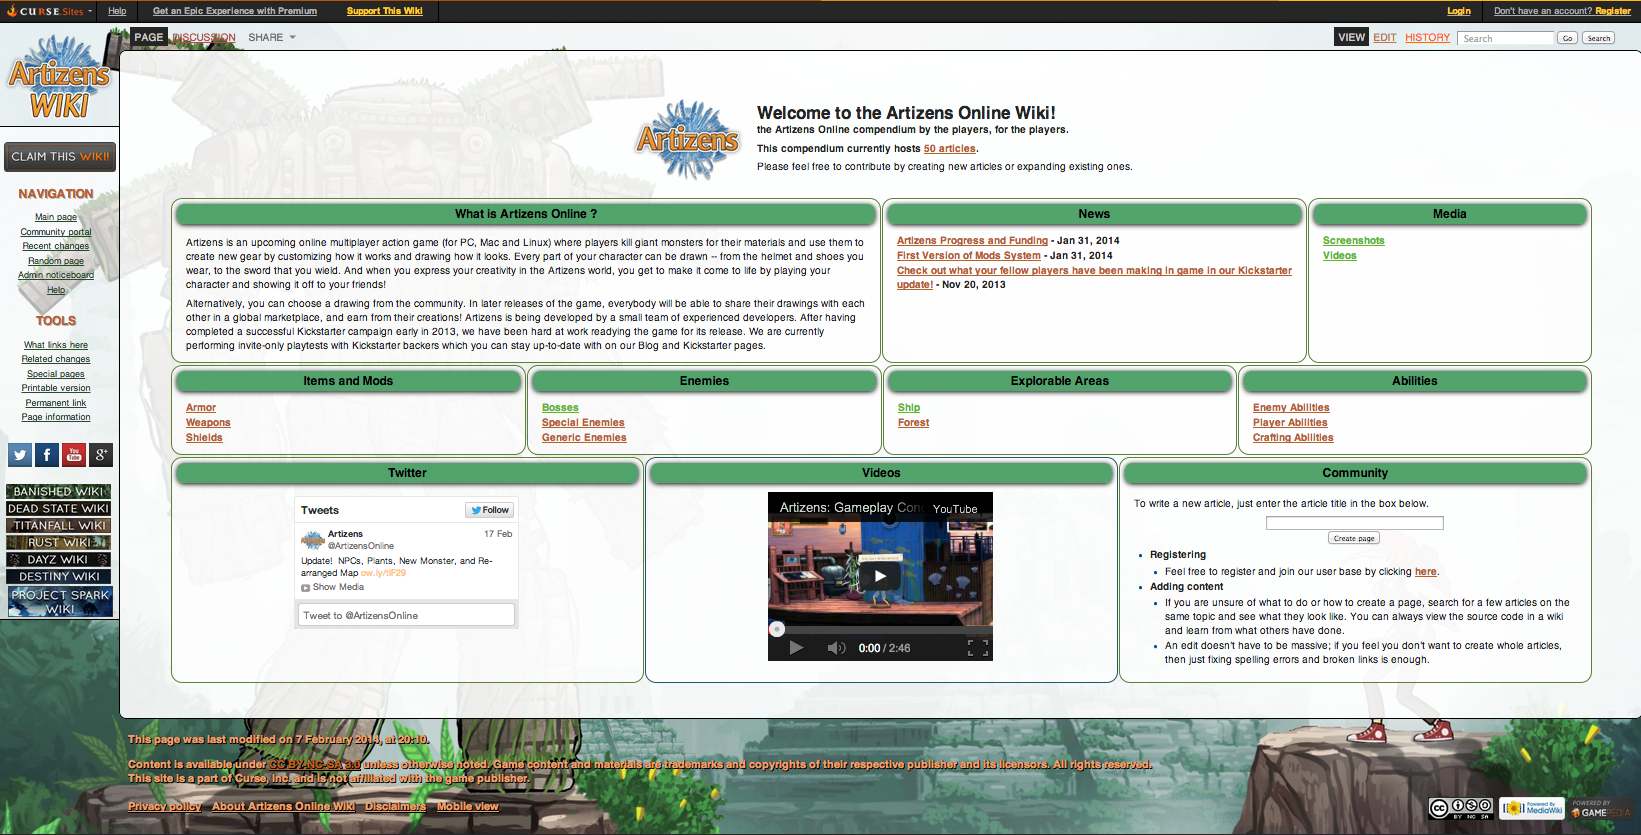 CURSE.Sites
Help
Get an Epic Experience with Premium
Support This Wiki
Login
Don't have an account? Register
PAGE
DISCUSSION
SHARE
VIEW
EDIT
HISTORY
Search
Go
Search
Artizens
WIKI
CLAIM THIS WIKI!
NAVIGATION
Main page
Community portal
Recent changes
Random page
Admin noticeboard
Help
TOOLS
What links here
Related changes
Special pages
Printable version
Permanent link
Page information
You Tube
g+
BANISHED WIKI
DEAD STATE WIKI
TITANFALL WIKI
RUST WIKI
DAYZ WIKI
DESTINY WIKI
PROJECT SPARK
WIKI
Artizens
Welcome to the Artizens Online Wiki!
the Artizens Online compendium by the players, for the players.
This compendium currently hosts 50 articles.
Please feel free to contribute by creating new articles or expanding existing ones.
What is Artizens Online ?
Artizens is an upcoming online multiplayer action game (for PC, Mac and Linux) where players kill giant monsters for their materials and use them to
create new gear by customizing how it works and drawing how it looks. Every part of your character can be drawn -- from the helmet and shoes you
wear, to the sword that you wield. And when you express your creativity in the Artizens world, you get to make it come to life by playing your
character and showing it off to your friends!
Alternatively, you can choose a drawing from the community. In later releases of the game, everybody will be able to share their drawings with each
other in a global marketplace, and earn from their creations! Artizens is being developed by a small team of experienced developers. After having
completed a successful Kickstarter campaign early in 2013, we have been hard at work readying the game for its release. We are currently
performing invite-only playtests with Kickstarter backers which you can stay up-to-date with on our Blog and Kickstarter pages.
News
Artizens Progress and Funding - Jan 31, 2014
First Version of Mods System - Jan 31, 2014
Check out what your fellow players have been making in game in our Kickstarter
update! - Nov 20, 2013
Media
Screenshots
Videos
Items and Mods
Armor
Weapons
Shields
Enemies
Bosses
Special Enemies
Generic Enemies
Explorable Areas
Ship
Forest
Abilities
Enemy Abilities
Player Abilities
Crafting Abilities
Twitter
Tweets
Follow
Artizens
17 Feb
@ArtizensOnline
Update! NPCs, Plants, New Monster, and Re-
arranged Map ow.ly/tIF29
Show Media
Tweet to @ArtizensOnline
Videos
Artizens: Gameplay Con
YouTube
0:00 / 2:46
Community
To write a new article, just enter the article title in the box below.
Create page
Registering
Feel free to register and join our user base by clicking here.
Adding content
If you are unsure of what to do or how to create a page, search for a few articles on the
same topic and see what they look like. You can always view the source code in a wiki
and learn from what others have done.
An edit doesn't have to be massive; if you feel you don't want to create whole articles,
then just fixing spelling errors and broken links is enough.
This page was last modified on 7 February 2014, at 20:10.
Content is available under CC BY-NC-SA 3.0 unless otherwise noted. Game content and materials are trademarks and copyrights of their respective publisher and its licensors. All rights reserved.
This site is a part of Curse, Inc. and is not affiliated with the game publisher.
Privacy policy
About Artizens Online Wiki
Disclaimers
Mobile view
cc
BY NC SA
Powered By
MediaWiki
POWERED BY
GAMEPEDIA